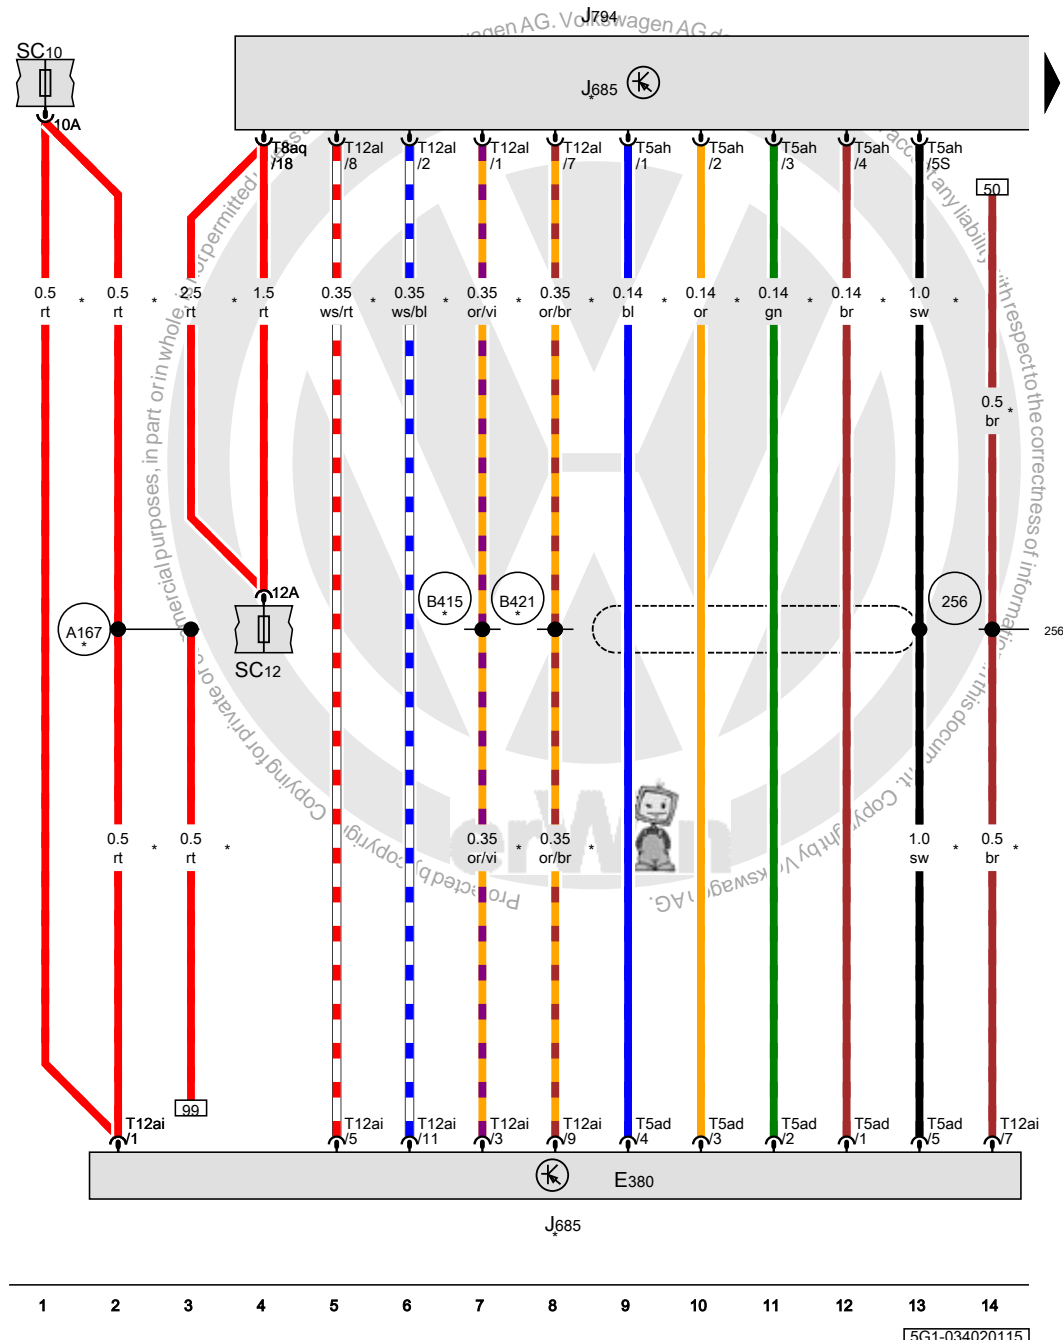 J794
SC10
J685
*
10A
T8aq
/18
T12al
/8
T12al
/2
T12al
/1
T12al
/7
T5ah
/1
T5ah
/2
T5ah
/3
T5ah
/4
T5ah
/5S
50
0.5
rt
*
0.5
rt
*
2.5
rt
*
1.5
rt
0.35
ws/rt
*
0.35
ws/bl
*
0.35
or/vi
*
0.35
or/br
*
0.14
bl
*
0.14
or
*
0.14
gn
*
0.14
br
*
1.0
sw
*
0.5
br
*
12A
SC12
A167
*
B415
*
B421
*
256
256
0.5
rt
*
0.5
rt
*
0.35
or/vi
*
0.35
or/br
*
1.0
sw
*
0.5
br
*
erWin
99
T12ai
/1
T12ai
/5
T12ai
/11
T12ai
/3
T12ai
/9
T5ad
/4
T5ad
/3
T5ad
/2
T5ad
/1
T5ad
/5
T12ai
/7
E380
J685
*
1 2 3 4 5 6 7 8 9 10 11 12 13 14
5G1-034020115